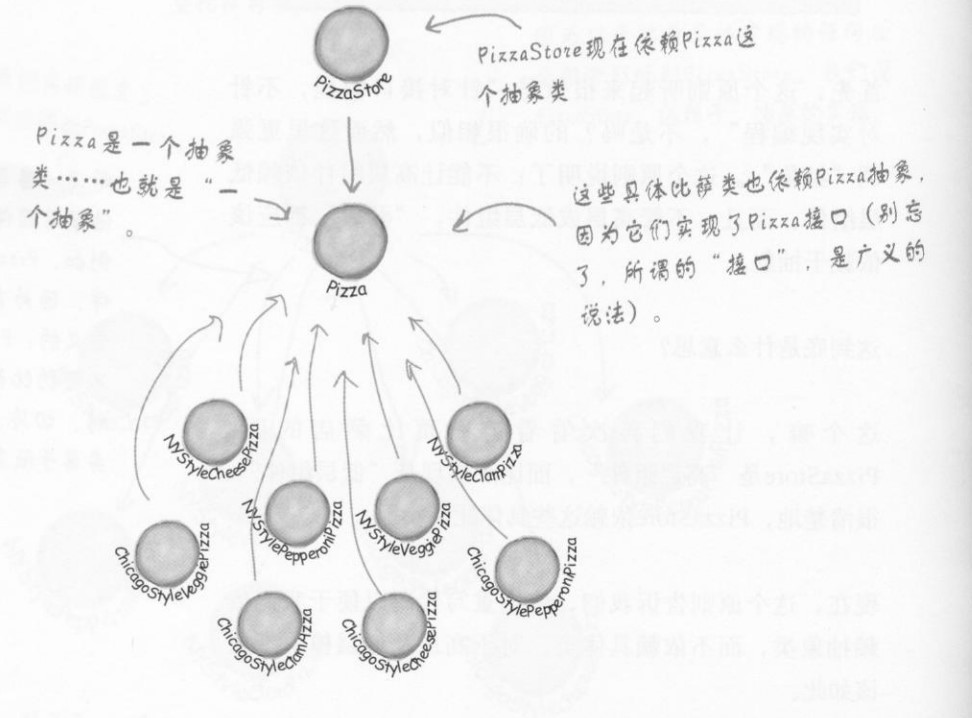 PizzaStore
PizzaStore现在依赖Pizza这
个抽象类
Pizza是一个抽象
类……也就是“一
个抽象”。
Pizza
这些具体比萨类也依赖Pizza抽象，
因为它们实现了Pizza接口（别忘
了，所谓的“接口”，是广义的
说法）。
NYStyleCheesePizza
NYStyleClamPizza
NYStylePepperoniPizza
NYStyleVeggiePizza
ChicagoStyleVeggiePizza
ChicagoStylePepperoniPizza
ChicagoStyleClamPizza
ChicagoStyleCheesePizza